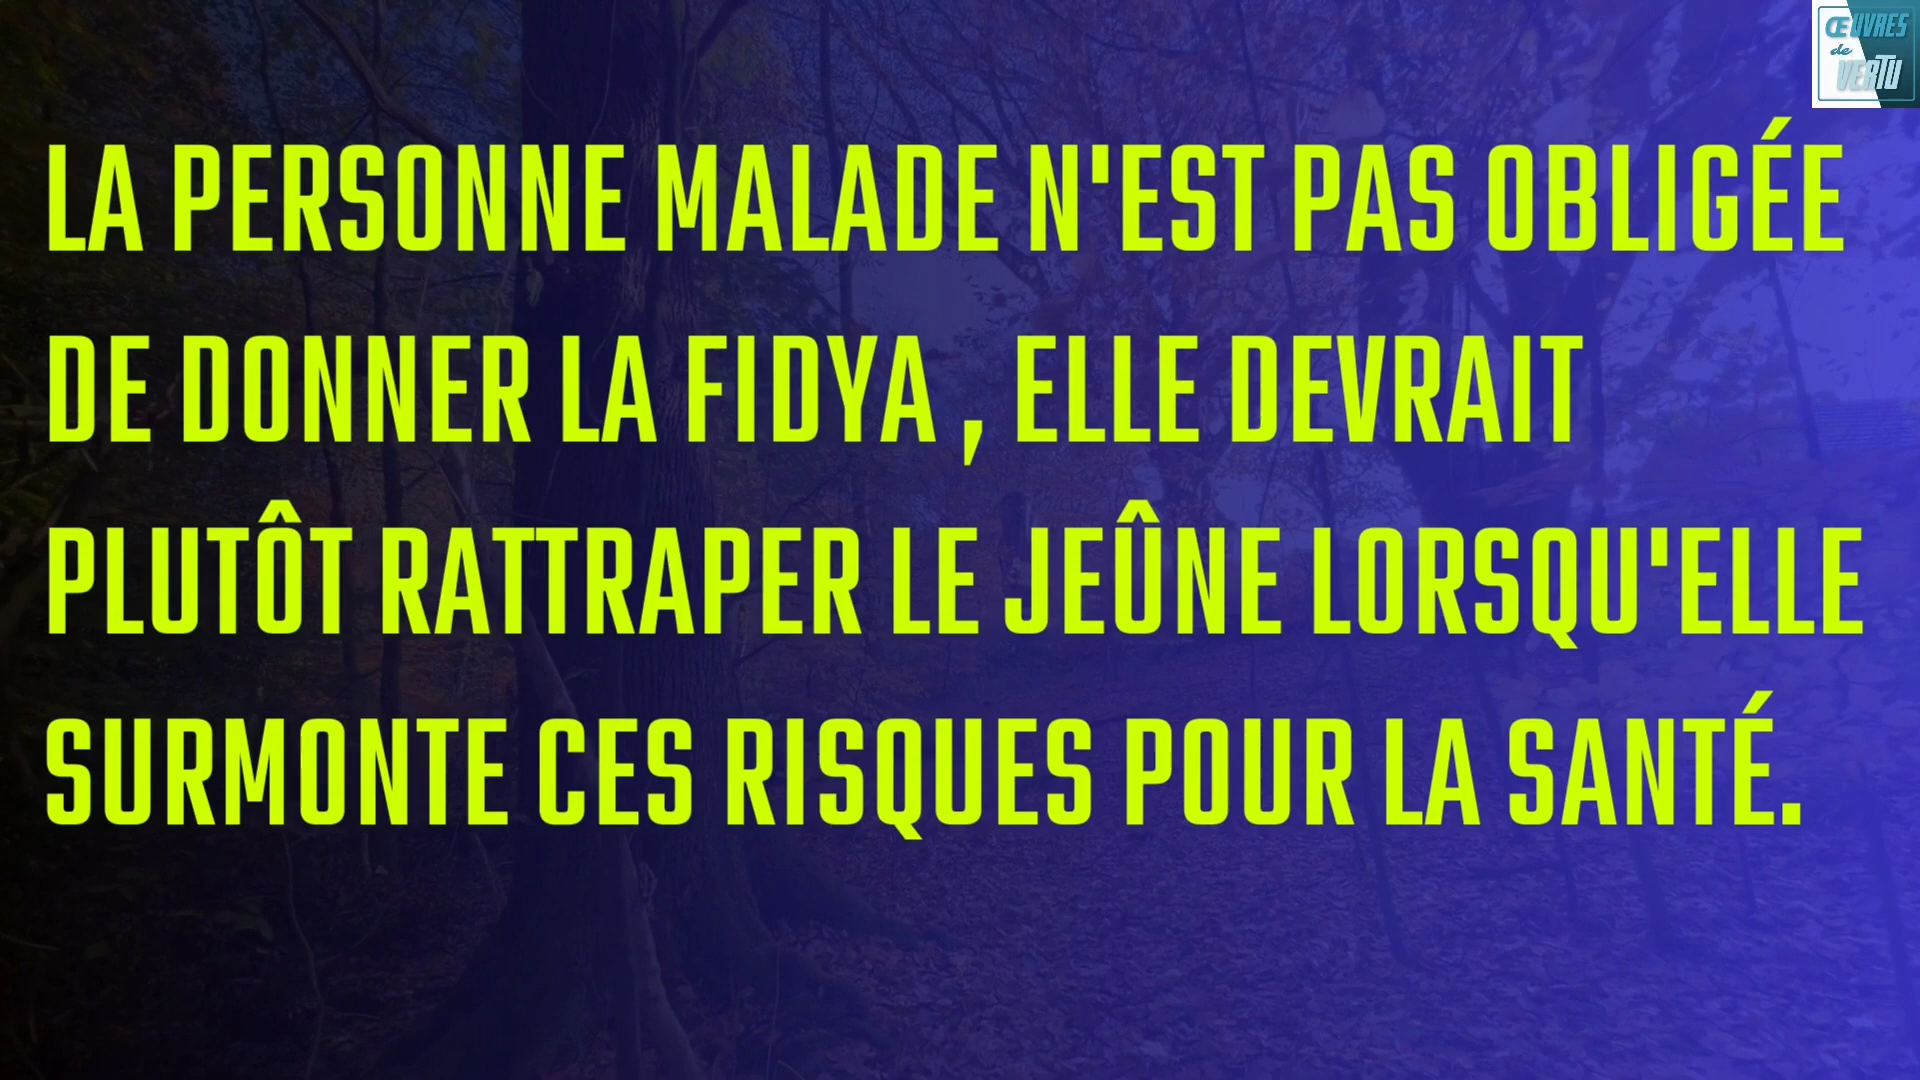 ŒUVRES
de
VERTU
LA PERSONNE MALADE N'EST PAS OBLIGÉE
DE DONNER LA FIDYA , ELLE DEVRAIT
PLUTÔT RATTRAPER LE JEÛNE LORSQU'ELLE
SURMONTE CES RISQUES POUR LA SANTÉ.